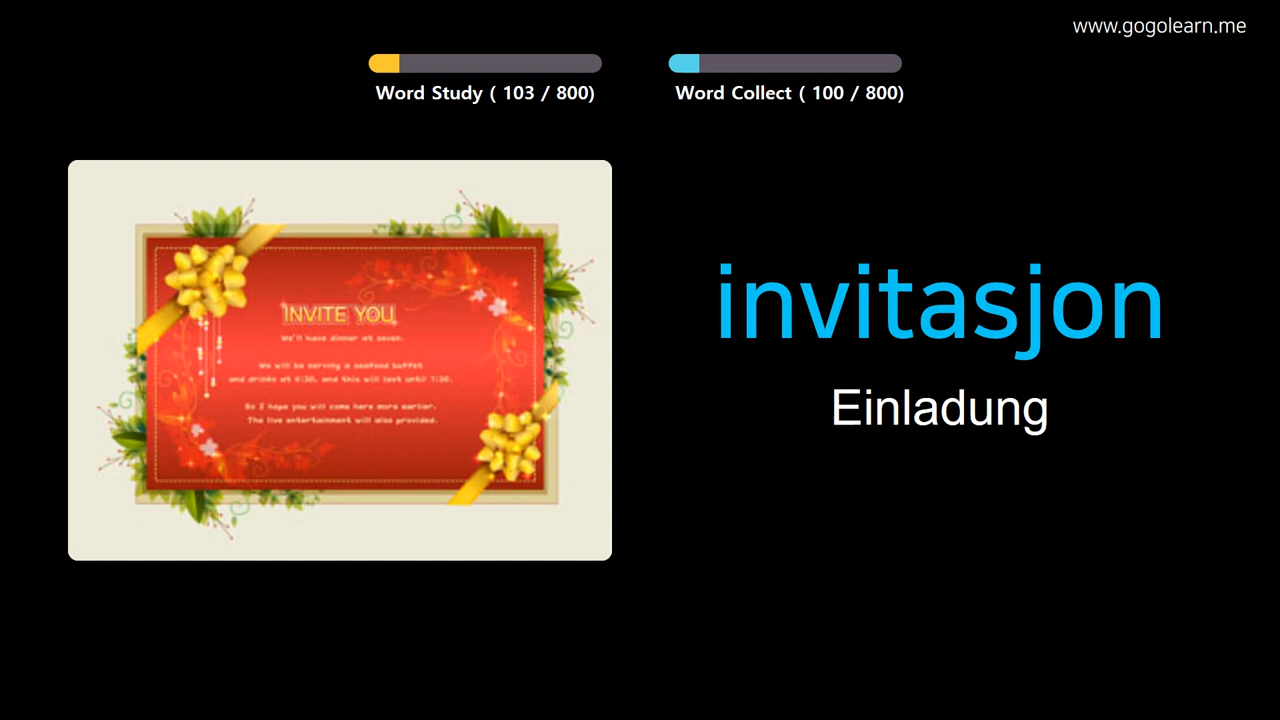 www.gogolearn.me
Word Study ( 103 / 800)
Word Collect ( 100 / 800)
INVITE YOU
We'll have dinner at seven.
We will be serving a seafood buffet
and drinks at 6:30, and this will last until 7:30.
So I hope you will come here more earlier.
The live entertainment will also provided.
invitasjon
Einladung